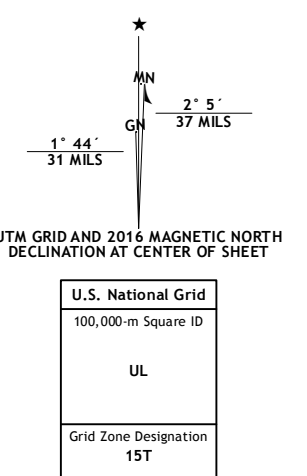 ★
MN
GN
2° 5´
37 MILS
1° 44´
31 MILS
UTM GRID AND 2016 MAGNETIC NORTH
DECLINATION AT CENTER OF SHEET
U.S. National Grid
100,000-m Square ID
UL
Grid Zone Designation
15T